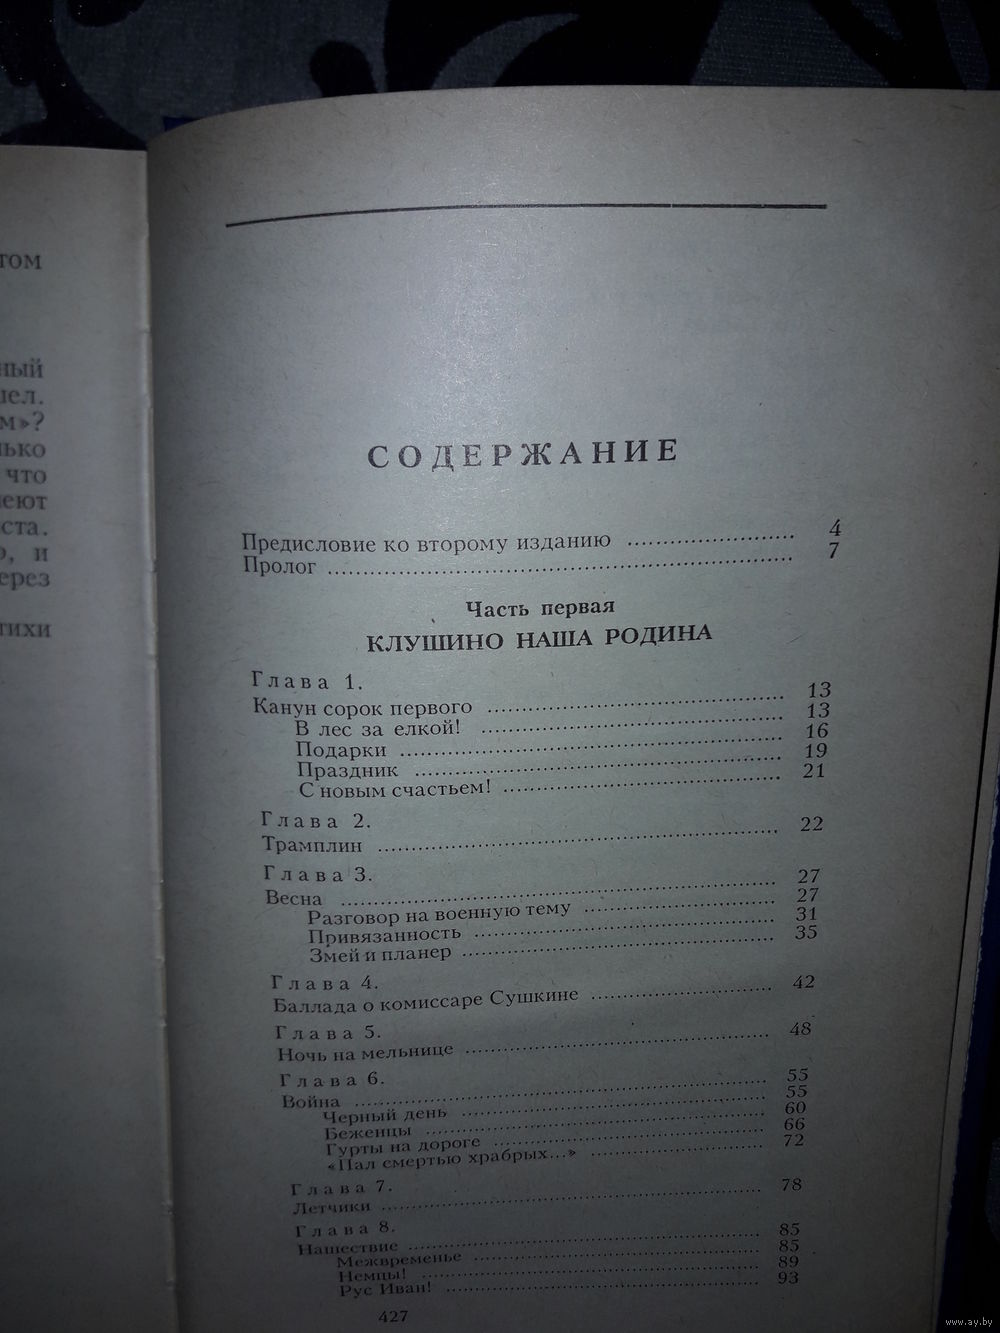 том
ный
шел.
м»?
лько
что
меют
ста.
о, и
через
тихи
СОДЕРЖАНИЕ
Предисловие ко второму изданию 4
Пролог 7
Часть первая
КЛУШИНО НАША РОДИНА
Глава 1.
Канун сорок первого 13
В лес за елкой! 13
Подарки 16
Праздник 19
С новым счастьем! 21
Глава 2.
Трамплин 22
Глава 3.
Весна 27
Разговор на военную тему 27
Привязанность 31
Змей и планер 35
Глава 4.
Баллада о комиссаре Сушкине 42
Глава 5.
Ночь на мельнице 48
Глава 6.
Война 55
Черный день 55
Беженцы 60
Гурты на дороге 66
«Пал смертью храбрых...» 72
Глава 7.
Летчики 78
Глава 8.
Нашествие 85
Межвременье 85
Немцы! 89
Рус Иван! 93
427
www.ay.by